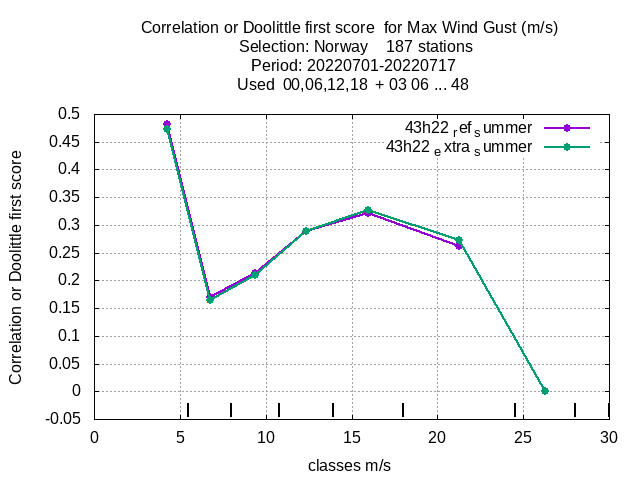 Correlation or Doolittle first score  for Max Wind Gust (m/s)
Selection: Norway    187 stations
Period: 20220701-20220717
Used  00,06,12,18  + 03 06 ... 48
43h22 ref summer
43h22 extra summer
Correlation or Doolittle first score
0.5
0.45
0.4
0.35
0.3
0.25
0.2
0.15
0.1
0.05
0
-0.05
0 5 10 15 20 25 30
classes m/s